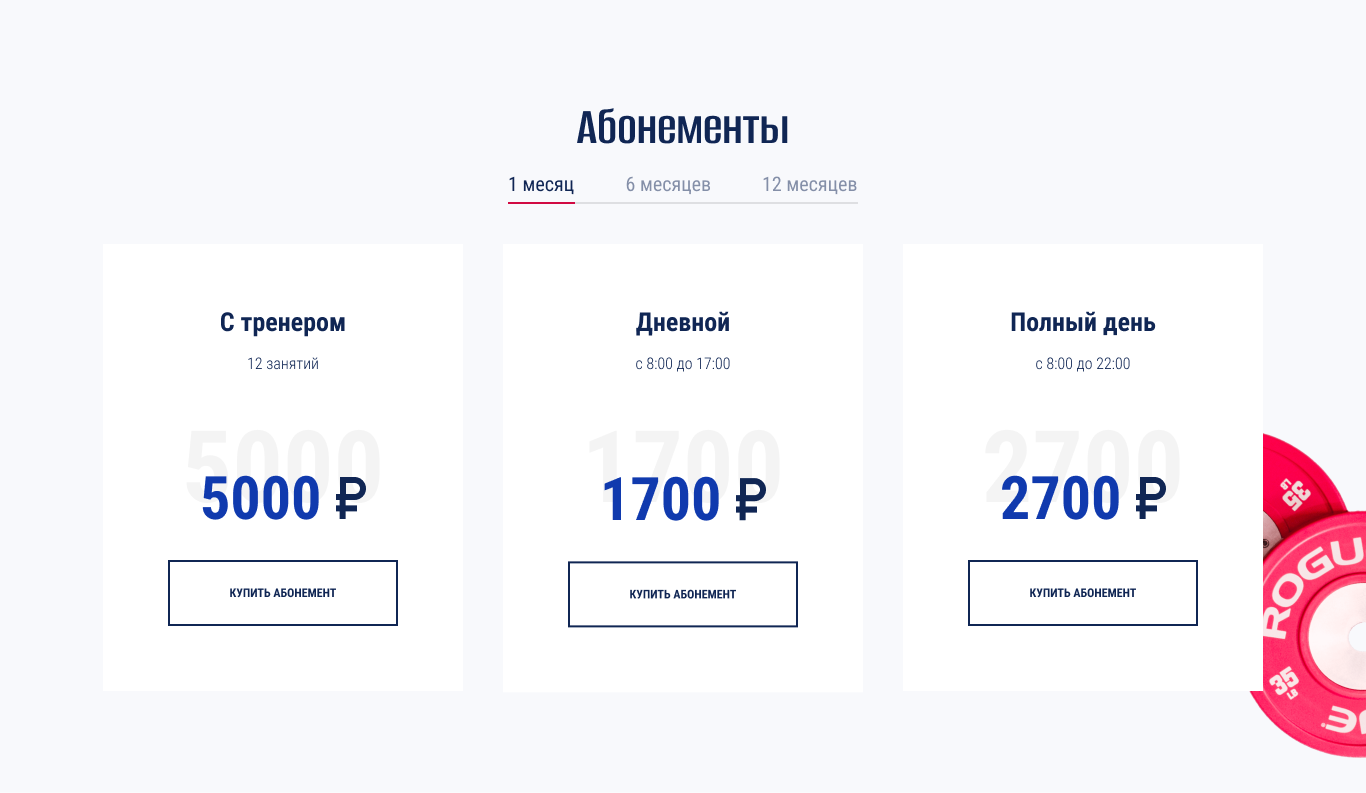 Абонементы
1 месяц 6 месяцев 12 месяцев
С тренером
12 занятий
5000
5000 ₽
КУПИТЬ АБОНЕМЕНТ
Дневной
с 8:00 до 17:00
1700
1700 ₽
КУПИТЬ АБОНЕМЕНТ
Полный день
с 8:00 до 22:00
2700
2700 ₽
КУПИТЬ АБОНЕМЕНТ
35
ROGU
35